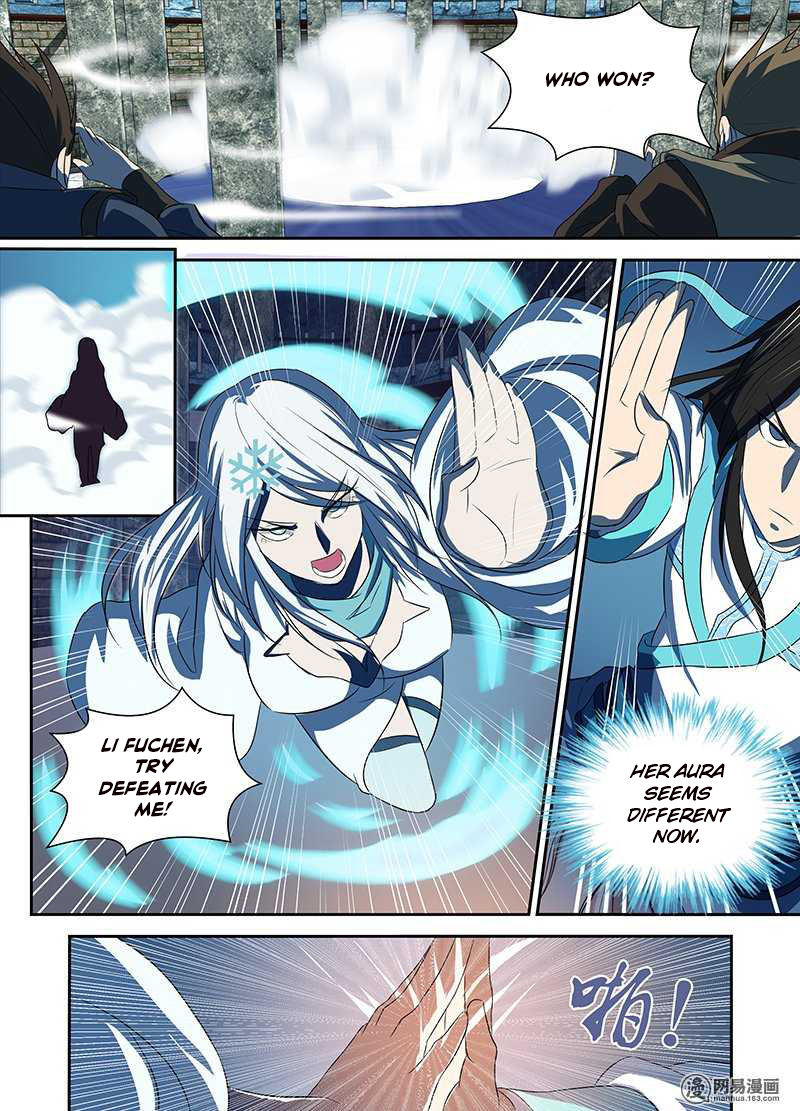 WHO WON?
LI FUCHEN,
TRY
DEFEATING
ME!
HER AURA
SEEMS
DIFFERENT
NOW.
啪!
漫 网易漫画
manhua.163.com